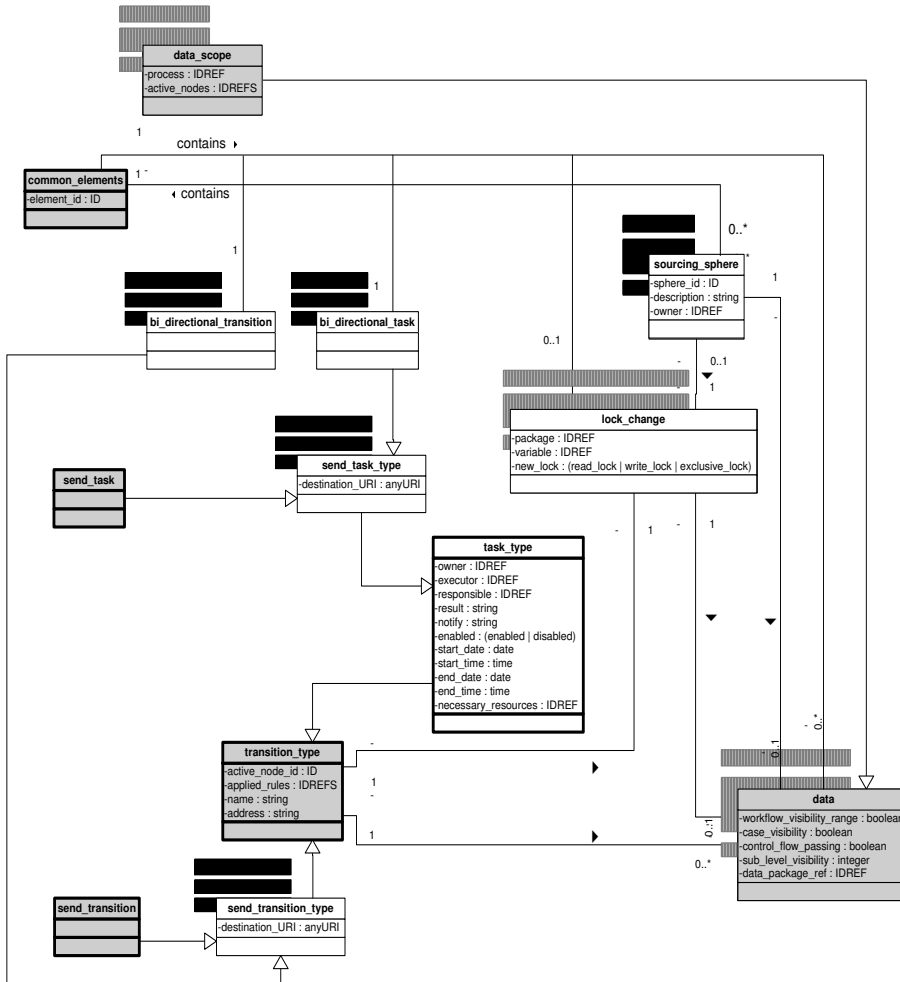 data_scope
-process : IDREF
-active_nodes : IDREFS
1
contains
common_elements
-element_id : ID
1
-
contains
1
1
0..*
*
sourcing_sphere
-sphere_id : ID
-description : string
-owner : IDREF
1
-
bi_directional_transition
bi_directional_task
0..1
-
0..1
-
1
lock_change
-package : IDREF
-variable : IDREF
-new_lock : (read_lock | write_lock | exclusive_lock)
send_task_type
-destination_URI : anyURI
send_task
-
1
-
1
task_type
-owner : IDREF
-executor : IDREF
-responsible : IDREF
-result : string
-notify : string
-enabled : (enabled | disabled)
-start_date : date
-start_time : time
-end_date : date
-end_time : time
-necessary_resources : IDREF
transition_type
-active_node_id : ID
-applied_rules : IDREFS
-name : string
-address : string
-
1
-
1
-
0..1
-
0..*
-
0..1
0..*
data
-workflow_visibility_range : boolean
-case_visibility : boolean
-control_flow_passing : boolean
-sub_level_visibility : integer
-data_package_ref : IDREF
send_transition
send_transition_type
-destination_URI : anyURI